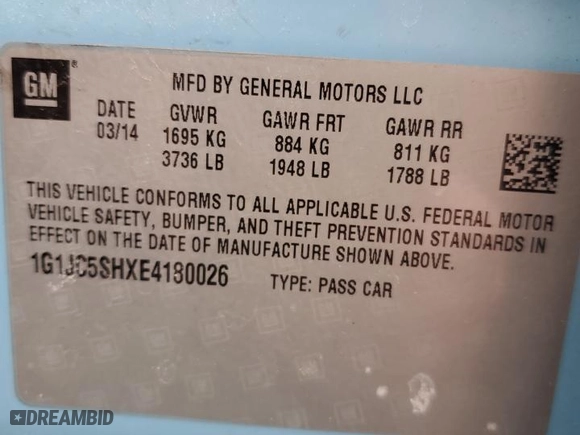 GM
®
MFD BY GENERAL MOTORS LLC
DATE GVWR GAWR FRT GAWR RR
03/14 1695 KG 884 KG 811 KG
3736 LB 1948 LB 1788 LB
THIS VEHICLE CONFORMS TO ALL APPLICABLE U.S. FEDERAL MOTOR
VEHICLE SAFETY, BUMPER, AND THEFT PREVENTION STANDARDS IN
EFFECT ON THE DATE OF MANUFACTURE SHOWN ABOVE.
1G1JC5SHXE4180026 TYPE: PASS CAR
DREAMBID